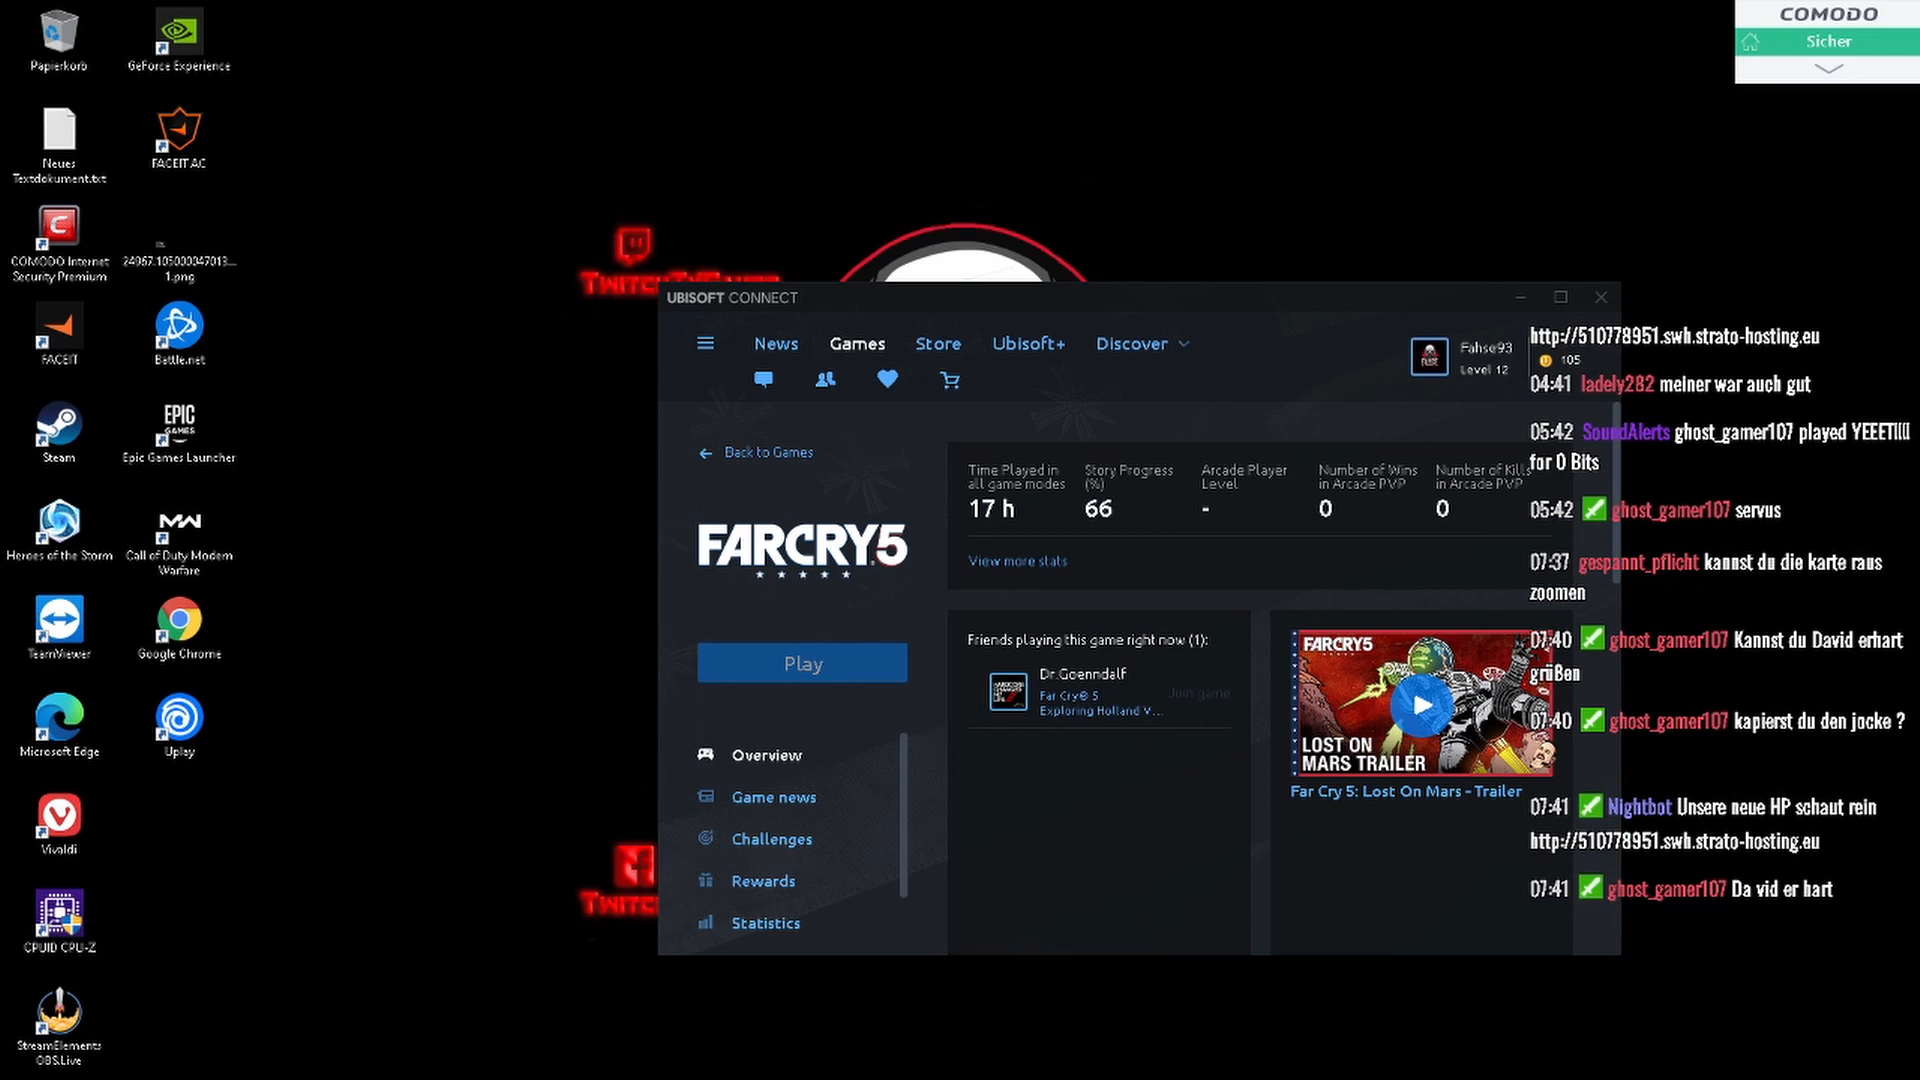 Papierkorb
GeForce Experience
Neues
Textdokument.txt
FACEIT AC
COMODO Internet
Security Premium
24957.105000047013...
1.png
FACEIT
Battle.net
Steam
EPIC
GAMES
Epic Games Launcher
Heroes of the Storm
MW
Call of Duty Modern
Warfare
TeamViewer
Google Chrome
Microsoft Edge
Uplay
Vivaldi
CPUID CPU-Z
StreamElements
OBS.Live
COMODO
Sicher
UBISOFT CONNECT
News
Games
Store
Ubisoft+
Discover
Fahse93
Level 12
105
Back to Games
FARCRY5
Play
Overview
Game news
Challenges
Rewards
Statistics
Time Played in
all game modes
17 h
Story Progress
(%)
66
Arcade Player
Level
-
Number of Wins
in Arcade PVP
0
Number of Kills
in Arcade PVP
0
View more stats
Friends playing this game right now (1):
Dr.Goenndalf
Far Cry® 5
Exploring Holland V...
Join game
FARCRY5
LOST ON
MARS TRAILER
Far Cry 5: Lost On Mars - Trailer
http://510778951.swh.strato-hosting.eu
04:41 ladely282 meiner war auch gut
05:42 SoundAlerts ghost_gamer107 played YEEETllll
for 0 Bits
05:42 ghost_gamer107 servus
07:37 gespannt_pflicht kannst du die karte raus
zoomen
07:40 ghost_gamer107 Kannst du David erhart
grüßen
07:40 ghost_gamer107 kapierst du den jocke ?
07:41 Nightbot Unsere neue HP schaut rein
http://510778951.swh.strato-hosting.eu
07:41 ghost_gamer107 Da vid er hart